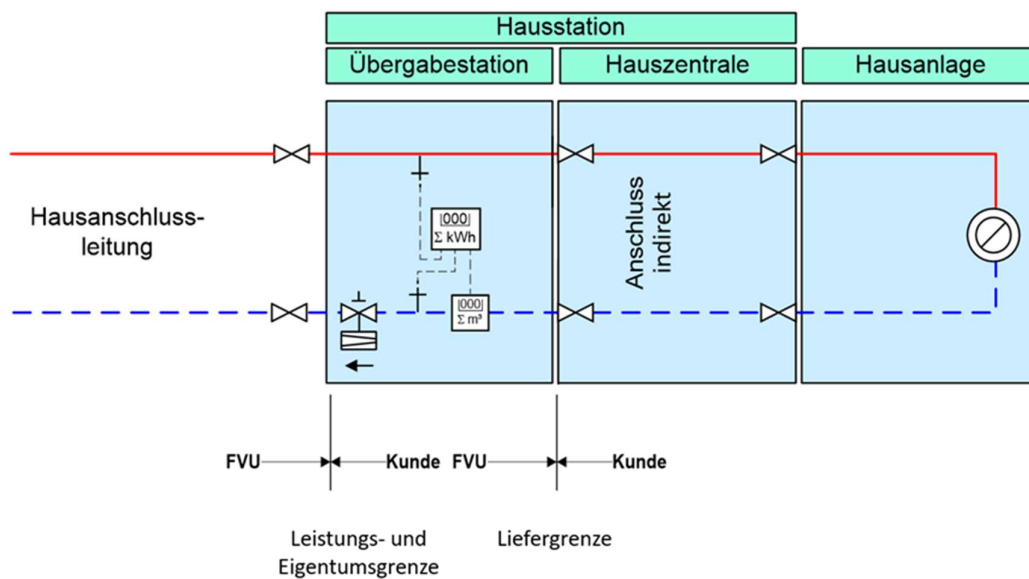 Hausstation
Übergabestation
Hauszentrale
Hausanlage
Hausanschluss-
leitung
000
Σ kWh
000
Σ m³
Anschluss
indirekt
FVU
Kunde
FVU
Kunde
Leistungs- und
Eigentumsgrenze
Liefergrenze